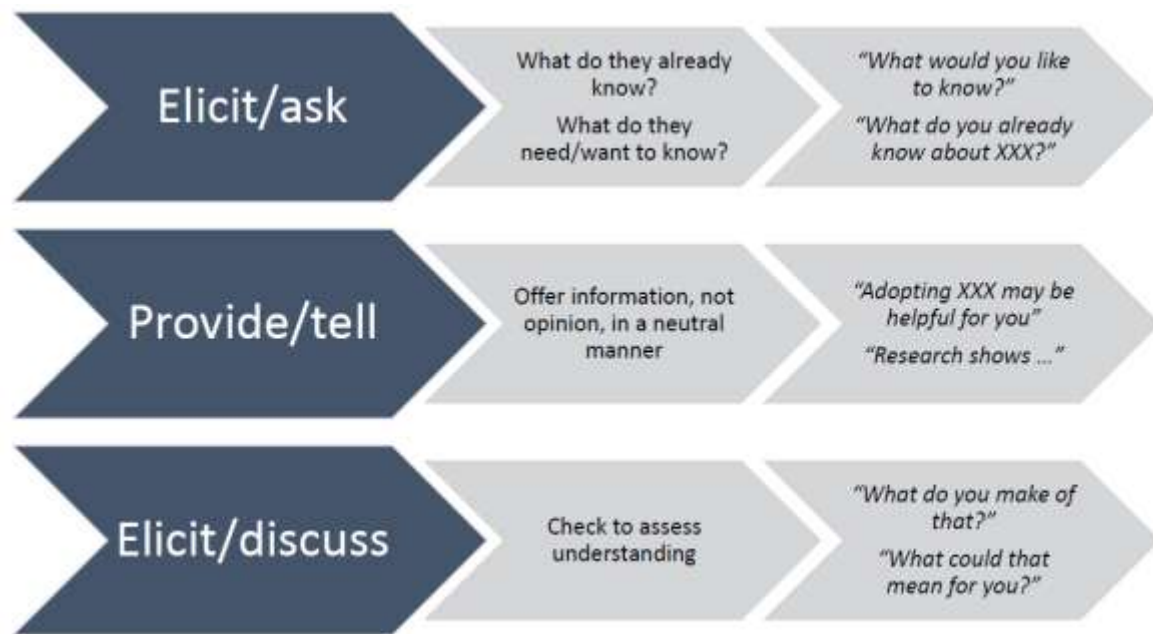 Elicit/ask
What do they already
know?
What do they
need/want to know?
“What would you like
to know?”
“What do you already
know about XXX?”
Provide/tell
Offer information, not
opinion, in a neutral
manner
“Adopting XXX may be
helpful for you”
“Research shows ...”
Elicit/discuss
Check to assess
understanding
“What do you make of
that?”
“What could that
mean for you?”